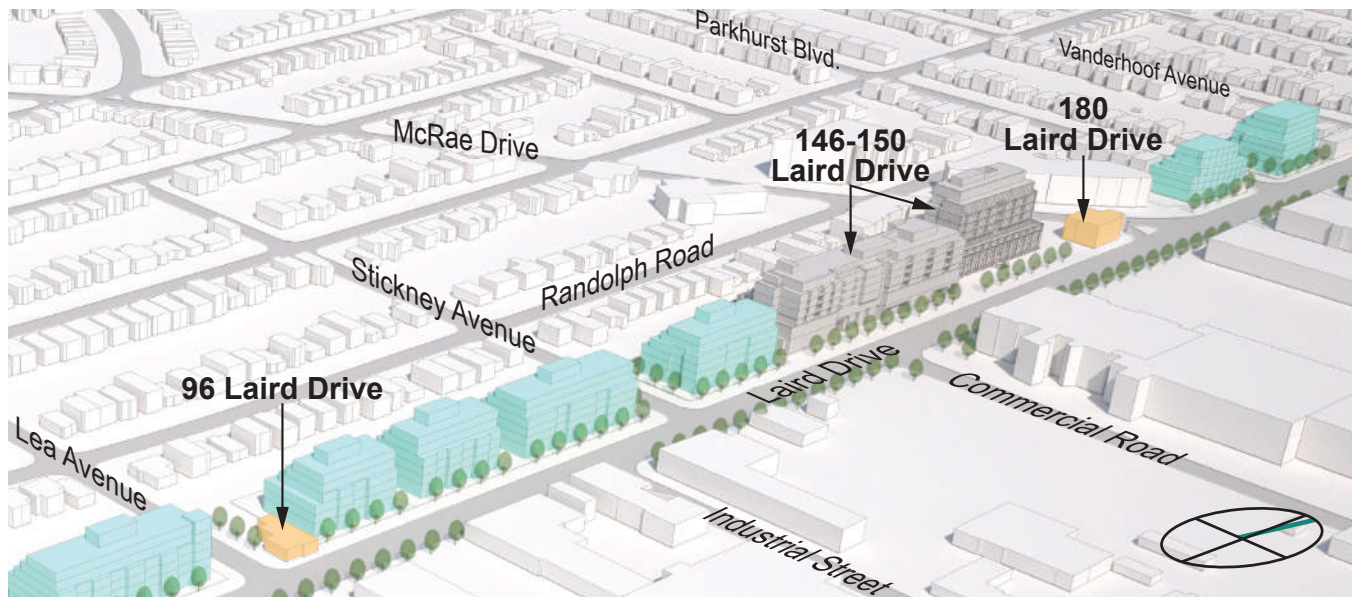 Parkhurst Blvd.
Vanderhoof Avenue
180
Laird Drive
McRae Drive
146-150
Laird Drive
Randolph Road
Stickney Avenue
96 Laird Drive
Laird Drive
Commercial Road
Lea Avenue
Industrial Street